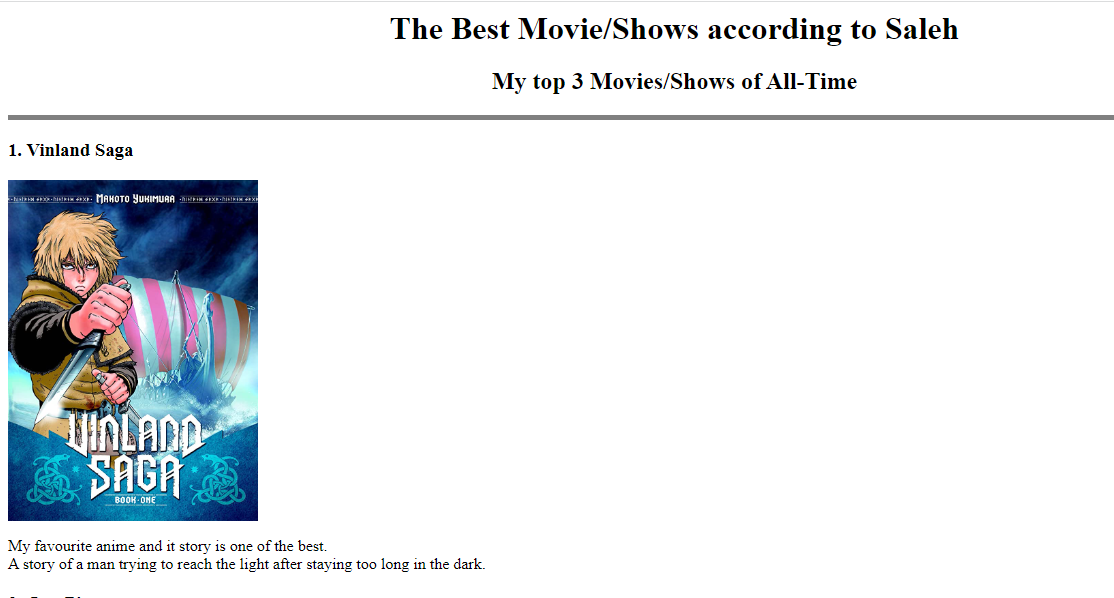 The Best Movie/Shows according to Saleh
My top 3 Movies/Shows of All-Time
1. Vinland Saga
Makoto Yukimura
VINLAND
SAGA
BOOK·ONE
My favourite anime and it story is one of the best.
A story of a man trying to reach the light after staying too long in the dark.